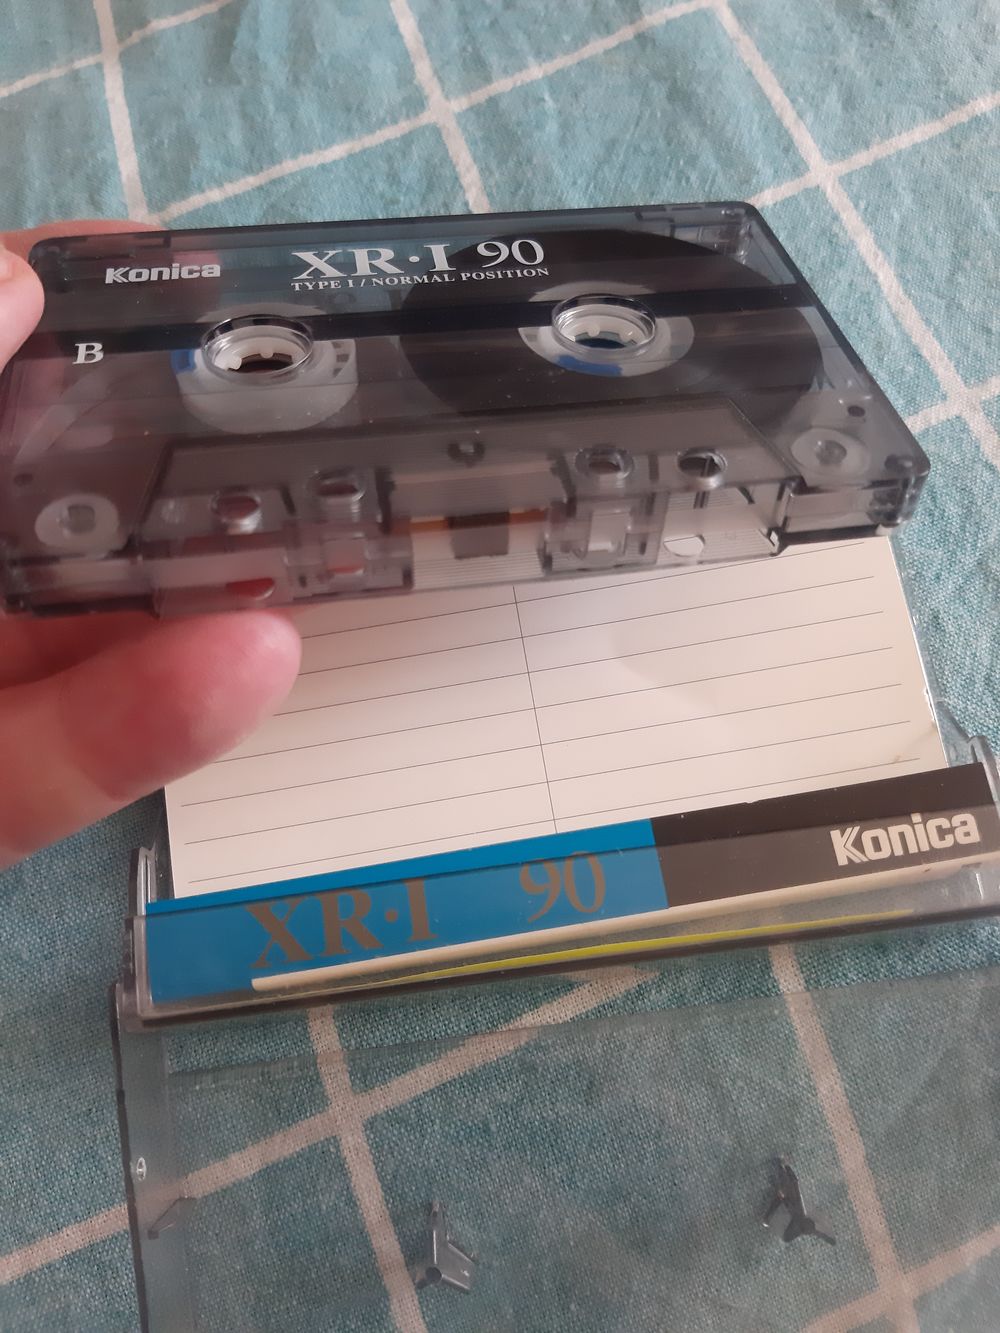 Konica
XR·I 90
TYPE I / NORMAL POSITION
B
XR·I 90
Konica